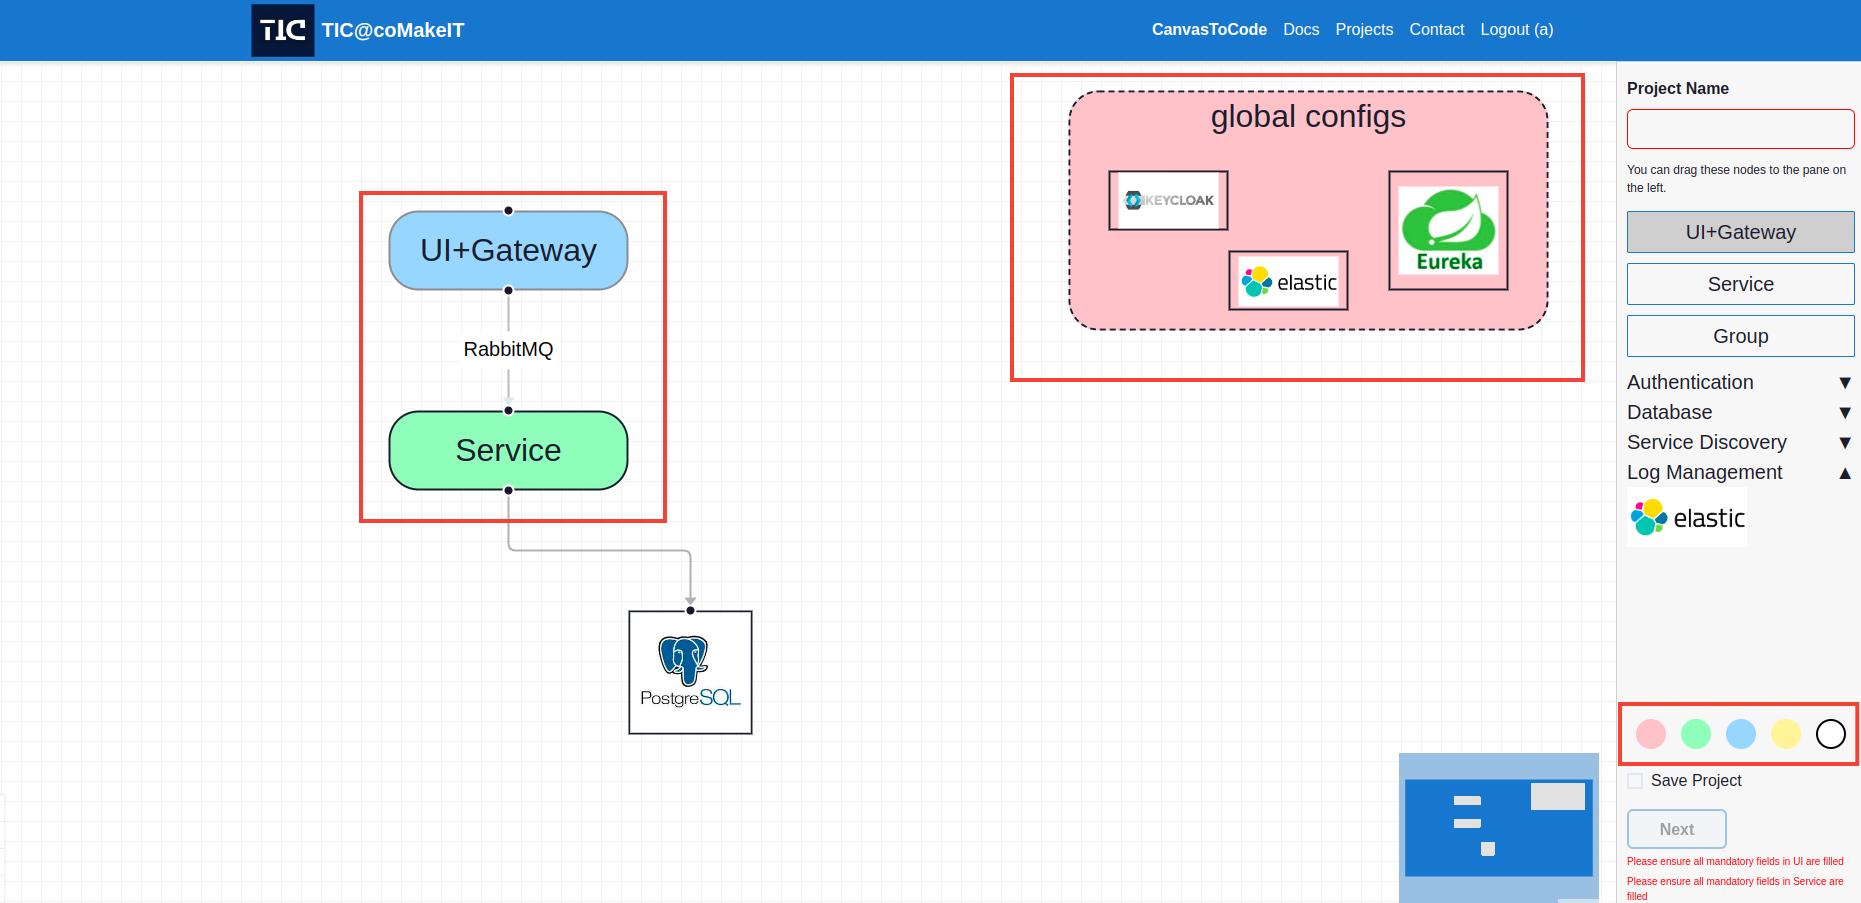 TIC
TIC@coMakeIT
CanvasToCode Docs Projects Contact Logout (a)
global configs
KEYCLOAK
Eureka
elastic
UI+Gateway
RabbitMQ
Service
PostgreSQL
Project Name
You can drag these nodes to the pane on
the left.
UI+Gateway
Service
Group
Authentication ▼
Database ▼
Service Discovery ▼
Log Management ▲
elastic
Save Project
Next
Please ensure all mandatory fields in UI are filled
Please ensure all mandatory fields in Service are
filled